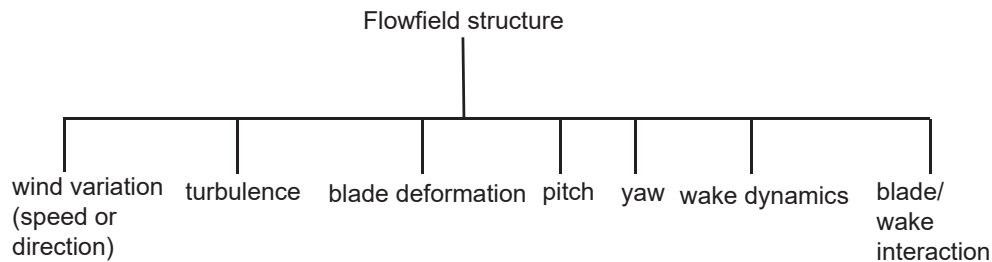 Flowfield structure
wind variation
(speed or
direction)
turbulence
blade deformation
pitch
yaw
wake dynamics
blade/
wake
interaction